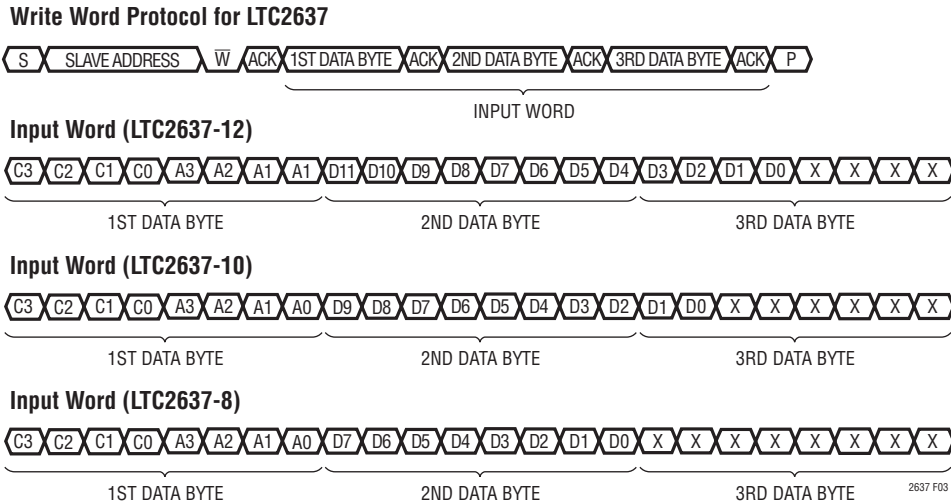 Write Word Protocol for LTC2637
S SLAVE ADDRESS W ACK 1ST DATA BYTE ACK 2ND DATA BYTE ACK 3RD DATA BYTE ACK P
INPUT WORD
Input Word (LTC2637-12)
C3 C2 C1 C0 A3 A2 A1 A1 D11 D10 D9 D8 D7 D6 D5 D4 D3 D2 D1 D0 X X X X
1ST DATA BYTE 2ND DATA BYTE 3RD DATA BYTE
Input Word (LTC2637-10)
C3 C2 C1 C0 A3 A2 A1 A0 D9 D8 D7 D6 D5 D4 D3 D2 D1 D0 X X X X X X
1ST DATA BYTE 2ND DATA BYTE 3RD DATA BYTE
Input Word (LTC2637-8)
C3 C2 C1 C0 A3 A2 A1 A0 D7 D6 D5 D4 D3 D2 D1 D0 X X X X X X X X
1ST DATA BYTE 2ND DATA BYTE 3RD DATA BYTE 2637 F03